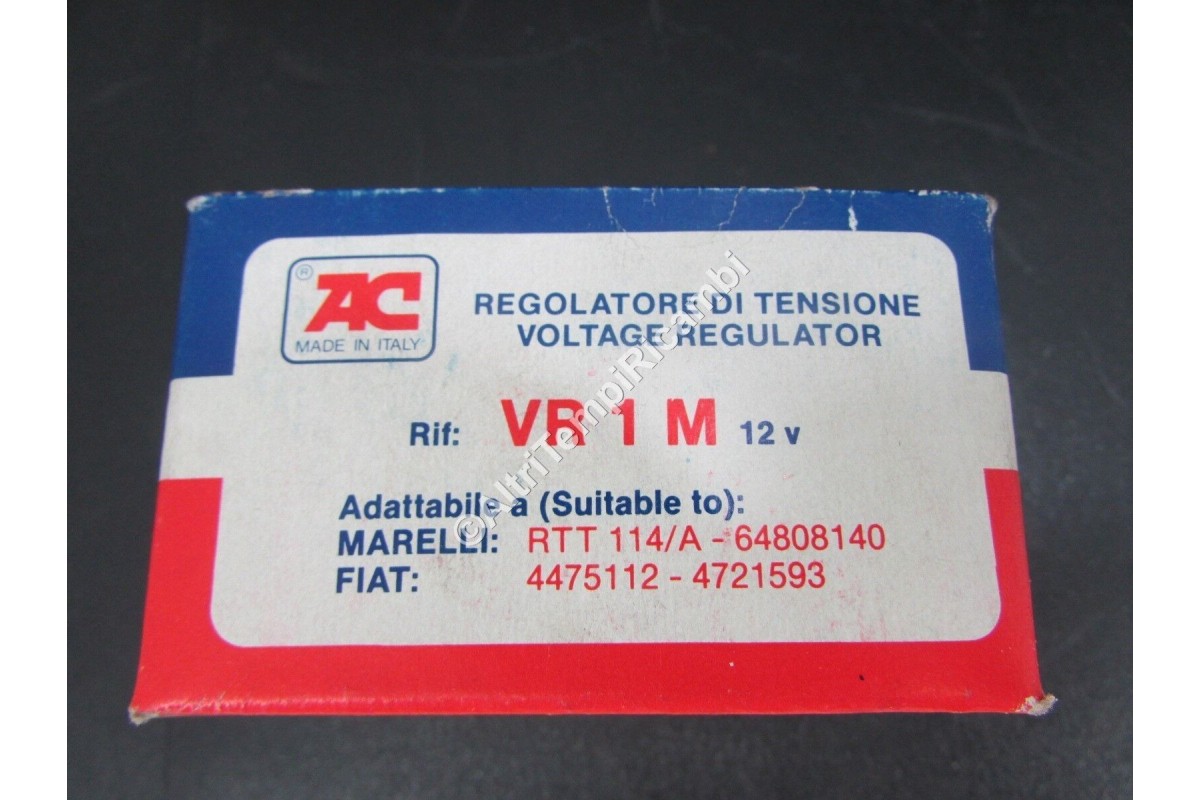 ® AC
MADE IN ITALY
REGOLATORE DI TENSIONE
VOLTAGE REGULATOR
Rif: VR 1 M 12 v
Adattabile a (Suitable to):
MARELLI: RTT 114/A - 64808140
FIAT: 4475112 - 4721593
©AltriTempiRicambi